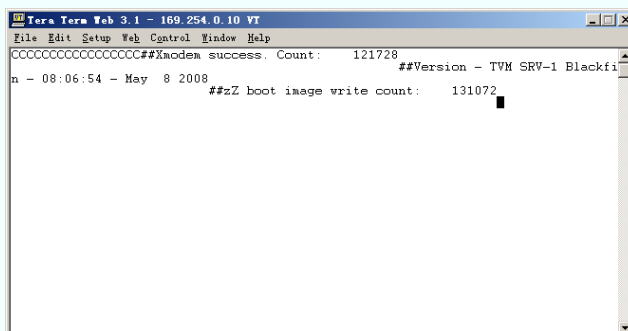 Tera Term Web 3.1 - 169.254.0.10 VT
File Edit Setup Web Control Window Help
CCCCCCCCCCCCCCCCC##Xmodem success. Count: 121728
##Version - TVM SRV-1 Blackfi
n - 08:06:54 - May 8 2008
##zZ boot image write count: 131072